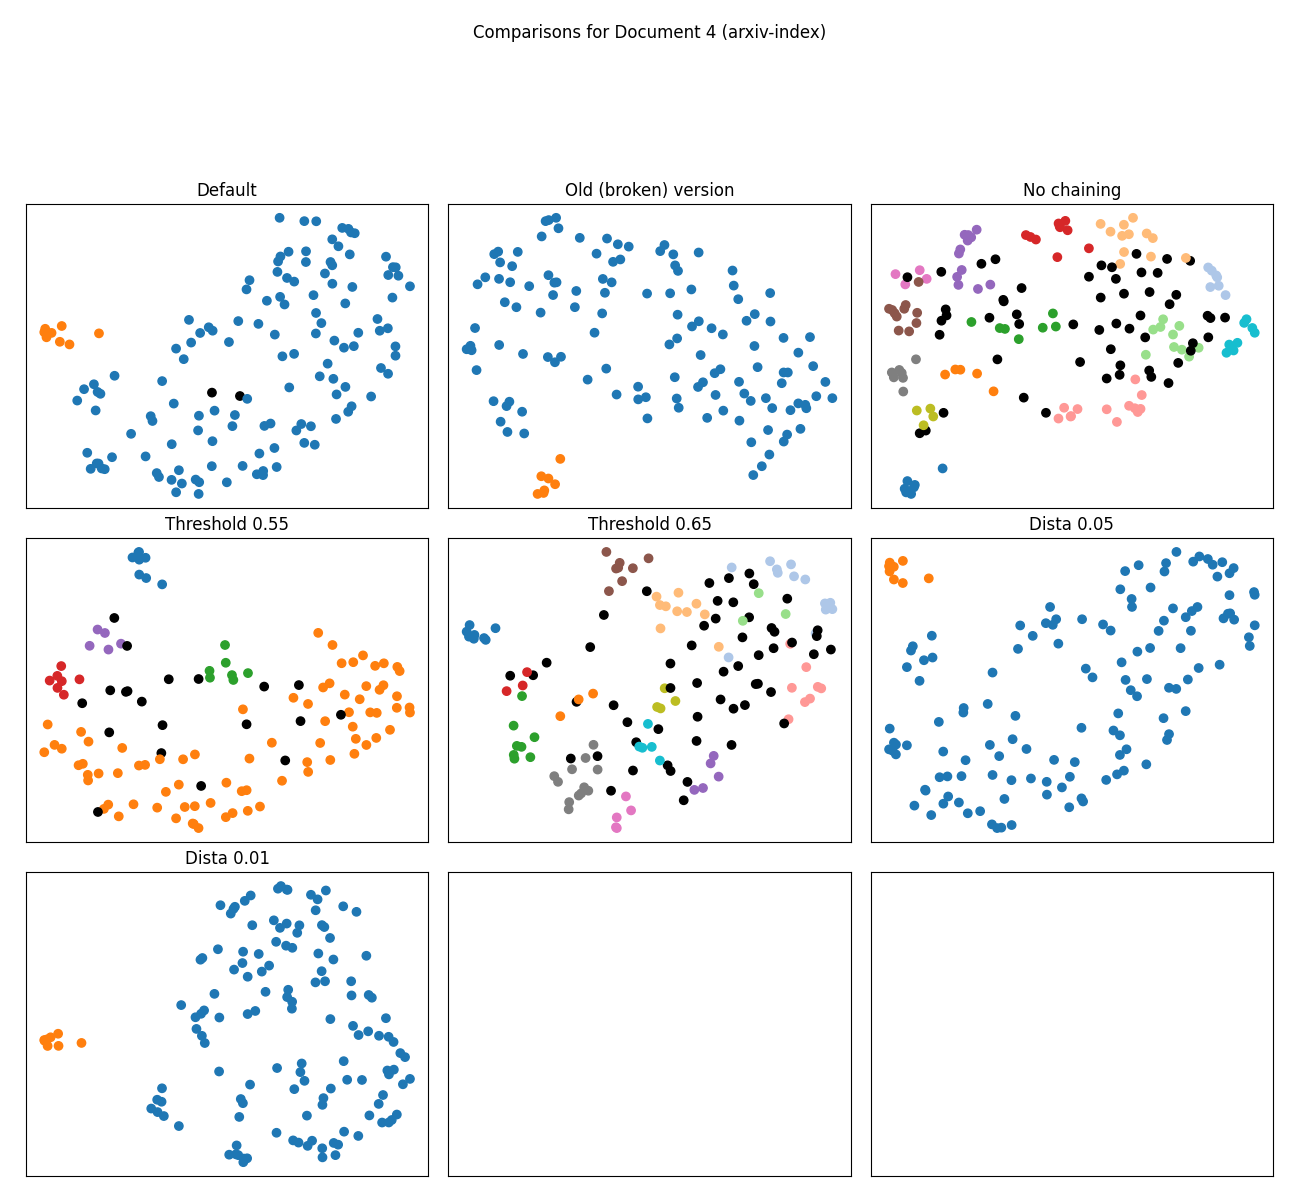 Comparisons for Document 4 (arxiv-index)
Default
Old (broken) version
No chaining
Threshold 0.55
Threshold 0.65
Dista 0.05
Dista 0.01